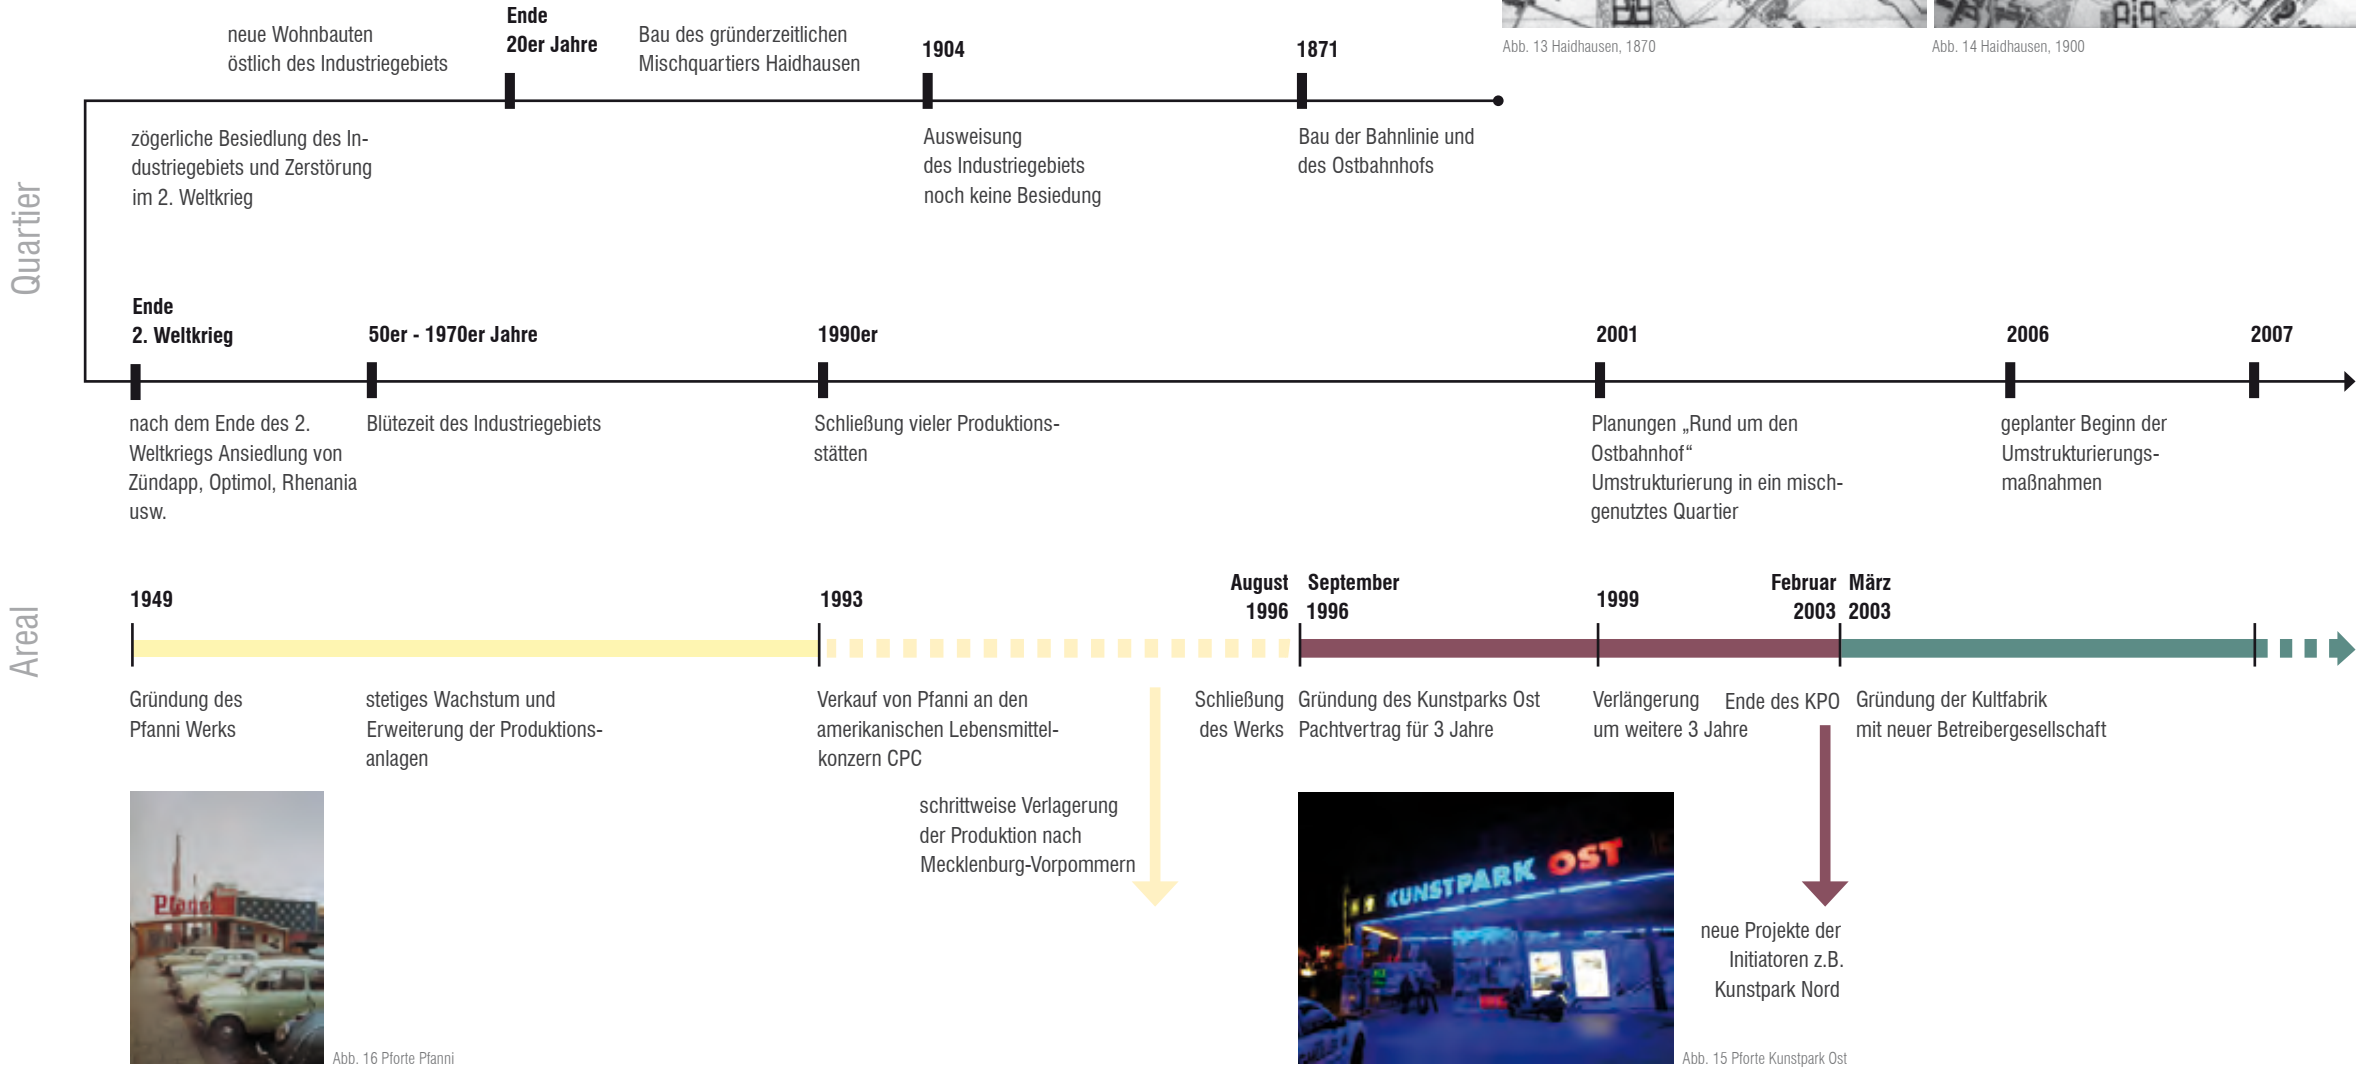 Abb. 13 Haidhausen, 1870
Abb. 14 Haidhausen, 1900
Quartier
neue Wohnbauten
östlich des Industriegebiets
Ende
20er Jahre
Bau des gründerzeitlichen
Mischquartiers Haidhausen
1904
1871
zögerliche Besiedlung des In-
dustriegebiets und Zerstörung
im 2. Weltkrieg
Ausweisung
des Industriegebiets
noch keine Besiedung
Bau der Bahnlinie und
des Ostbahnhofs
Ende
2. Weltkrieg
50er - 1970er Jahre
1990er
2001
2006
2007
nach dem Ende des 2.
Weltkriegs Ansiedlung von
Zündapp, Optimol, Rhenania
usw.
Blütezeit des Industriegebiets
Schließung vieler Produktions-
stätten
Planungen „Rund um den
Ostbahnhof“
Umstrukturierung in ein misch-
genutztes Quartier
geplanter Beginn der
Umstrukturierungs-
maßnahmen
Areal
1949
1993
August
1996
September
1996
1999
Februar
2003
März
2003
Gründung des
Pfanni Werks
stetiges Wachstum und
Erweiterung der Produktions-
anlagen
Verkauf von Pfanni an den
amerikanischen Lebensmittel-
konzern CPC
schrittweise Verlagerung
der Produktion nach
Mecklenburg-Vorpommern
Schließung
des Werks
Gründung des Kunstparks Ost
Pachtvertrag für 3 Jahre
Verlängerung
um weitere 3 Jahre
Ende des KPO
Gründung der Kultfabrik
mit neuer Betreibergesellschaft
neue Projekte der
Initiatoren z.B.
Kunstpark Nord
KUNSTPARK OST
Abb. 16 Pforte Pfanni
Abb. 15 Pforte Kunstpark Ost